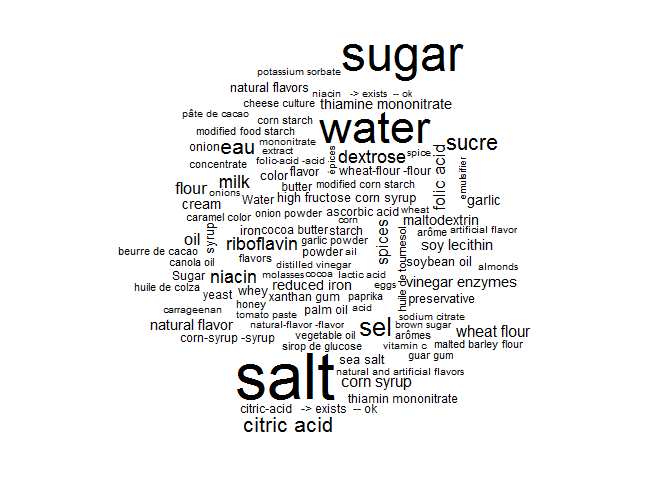 sugar
potassium sorbate
natural flavors
niacin -> exists -- ok
cheese culture
thiamine mononitrate
pâte de cacao
corn starch
water
modified food starch
mononitrate
onion
eau
extract
épices
dextrose
spice
sucre
folic-acid -acid
concentrate
flavor
wheat-flour -flour
folic acid
emulsifier
color
milk
flour
onions
butter
modified corn starch
garlic
cream
Water
high fructose corn syrup
caramel color
onion powder
ascorbic acid
wheat
corn
maltodextrin
syrup
iron
cocoa butter
starch
spices
arôme
artificial flavor
oil
riboflavin
garlic powder
soy lecithin
beurre de cacao
powder
ail
huile de tournesol
canola oil
flavors
soybean oil
distilled vinegar
almonds
Sugar
niacin
molasses
cocoa
lactic acid
huile de colza
whey
reduced iron
eggs
vinegar
enzymes
yeast
xanthan gum
paprika
preservative
honey
carrageenan
palm oil
acid
tomato paste
sodium citrate
natural flavor
natural-flavor -flavor
sel
brown sugar
wheat flour
corn-syrup -syrup
vegetable oil
arômes
sirop de glucose
vitamin c
malted barley flour
sea salt
guar gum
salt
natural and artificial flavors
corn syrup
thiamin mononitrate
citric-acid -> exists -- ok
citric acid